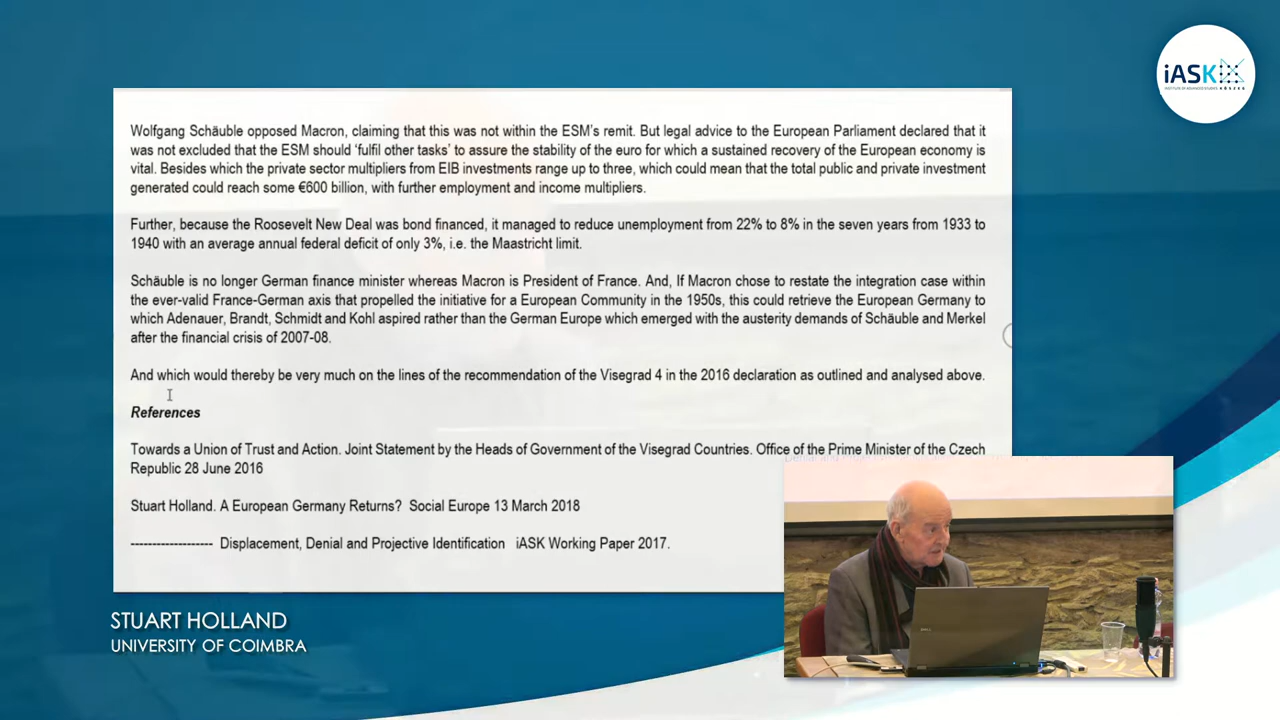 iASK
INSTITUTE OF ADVANCED STUDIES KŐSZEG
Wolfgang Schäuble opposed Macron, claiming that this was not within the ESM's remit. But legal advice to the European Parliament declared that it
was not excluded that the ESM should 'fulfil other tasks' to assure the stability of the euro for which a sustained recovery of the European economy is
vital. Besides which the private sector multipliers from EIB investments range up to three, which could mean that the total public and private investment
generated could reach some €600 billion, with further employment and income multipliers.
Further, because the Roosevelt New Deal was bond financed, it managed to reduce unemployment from 22% to 8% in the seven years from 1933 to
1940 with an average annual federal deficit of only 3%, i.e. the Maastricht limit.
Schäuble is no longer German finance minister whereas Macron is President of France. And, If Macron chose to restate the integration case within
the ever-valid France-German axis that propelled the initiative for a European Community in the 1950s, this could retrieve the European Germany to
which Adenauer, Brandt, Schmidt and Kohl aspired rather than the German Europe which emerged with the austerity demands of Schäuble and Merkel
after the financial crisis of 2007-08.
And which would thereby be very much on the lines of the recommendation of the Visegrad 4 in the 2016 declaration as outlined and analysed above.
References
Towards a Union of Trust and Action. Joint Statement by the Heads of Government of the Visegrad Countries. Office of the Prime Minister of the Czech
Republic 28 June 2016
Stuart Holland. A European Germany Returns? Social Europe 13 March 2018
------------------- Displacement, Denial and Projective Identification iASK Working Paper 2017.
STUART HOLLAND
UNIVERSITY OF COIMBRA